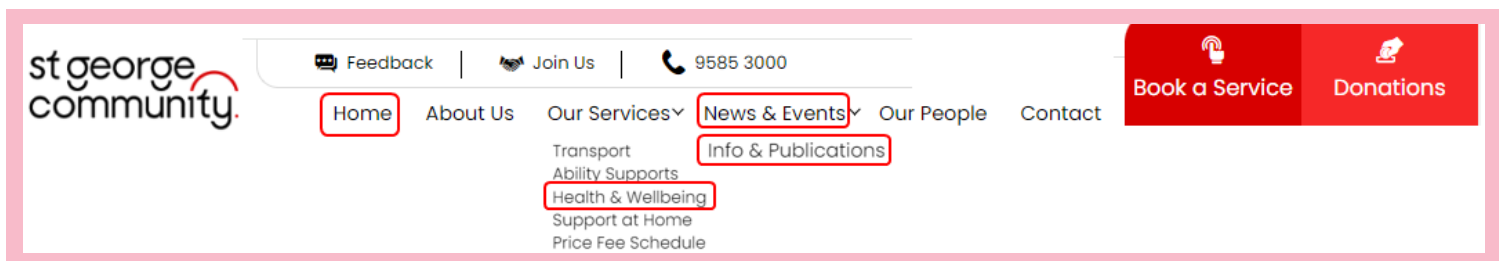 st george
community.
Feedback
Join Us
9585 3000
Book a Service
Donations
Home
About Us
Our Services
News & Events
Our People
Contact
Transport
Ability Supports
Health & Wellbeing
Support at Home
Price Fee Schedule
Info & Publications